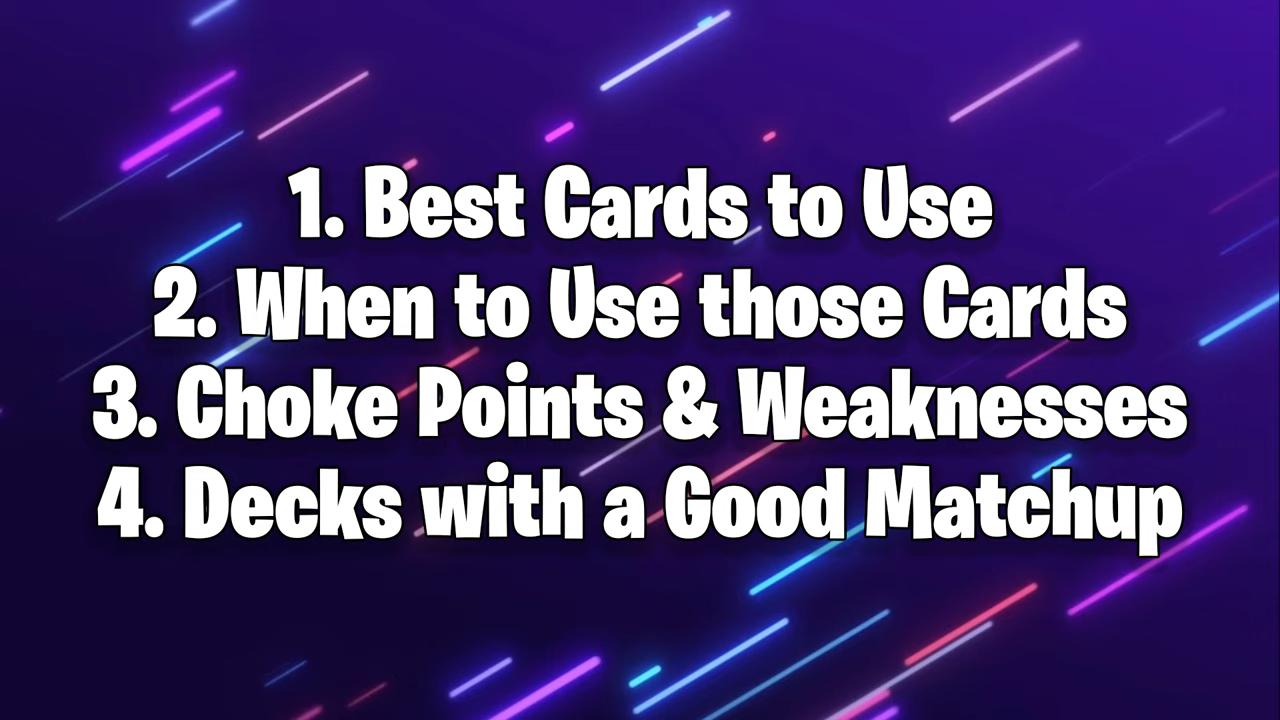 1. Best Cards to Use
2. When to Use those Cards
3. Choke Points & Weaknesses
4. Decks with a Good Matchup